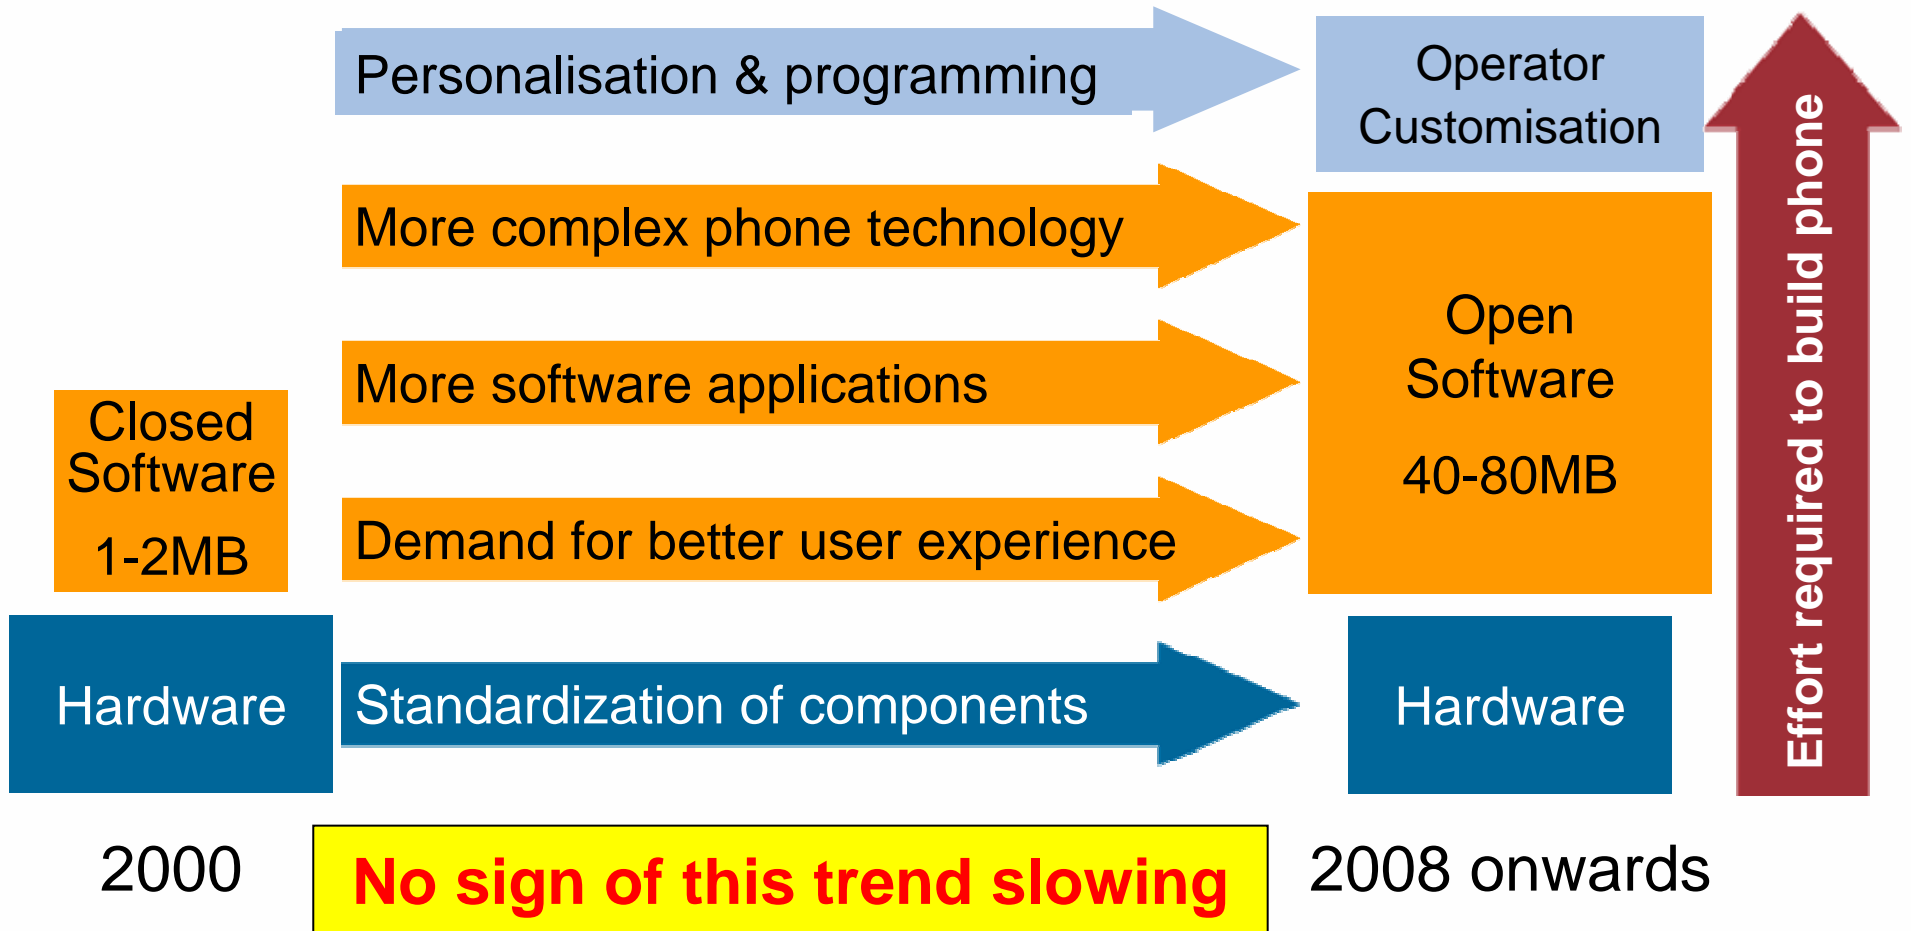 Personalisation & programming
Operator
Customisation
More complex phone technology
More software applications
Demand for better user experience
Closed
Software
1-2MB
Open
Software
40-80MB
Hardware
Standardization of components
Hardware
Effort required to build phone
2000
No sign of this trend slowing
2008 onwards